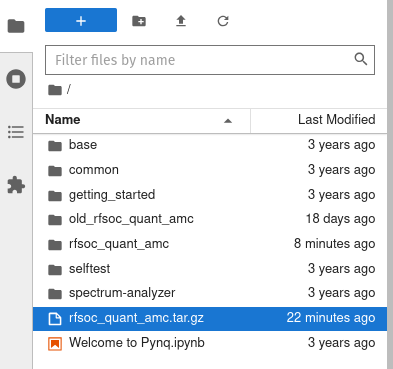 +
Filter files by name
/
Name Last Modified
base 3 years ago
common 3 years ago
getting_started 3 years ago
old_rfsoc_quant_amc 18 days ago
rfsoc_quant_amc 8 minutes ago
selftest 3 years ago
spectrum-analyzer 3 years ago
rfsoc_quant_amc.tar.gz 22 minutes ago
Welcome to Pynq.ipynb 3 years ago